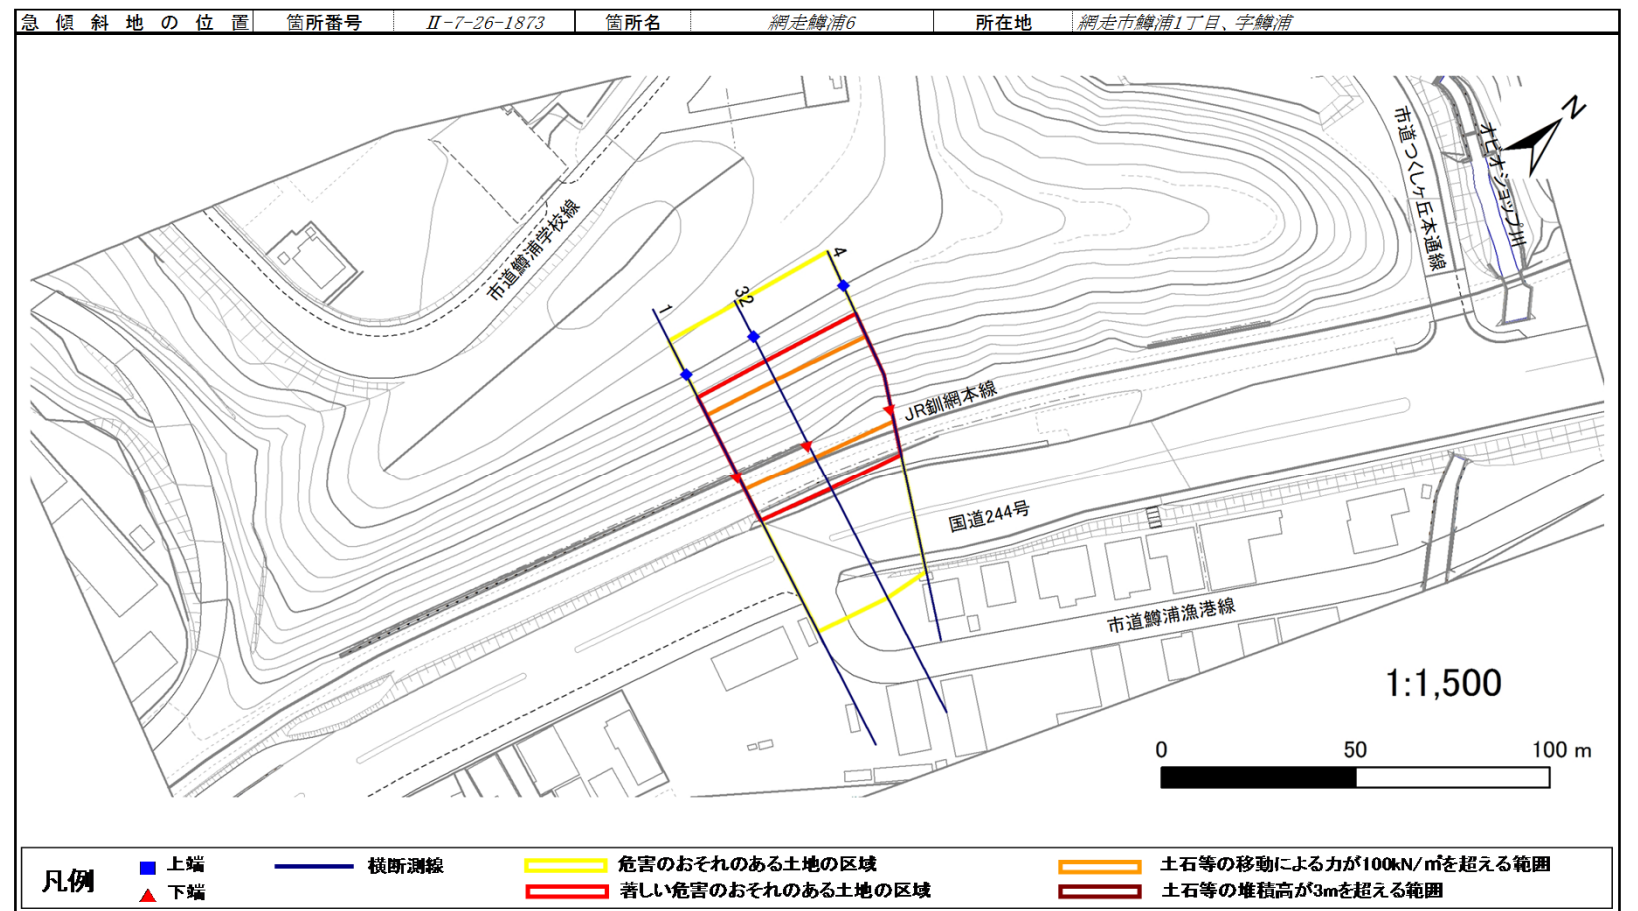 急傾斜地の位置 箇所番号 Ⅱ-7-26-1873 箇所名 網走鱒浦6 所在地 網走市鱒浦1丁目、字鱒浦
N
市道つくしヶ丘本通線
オビオショップ川
市道鱒浦学校線
4
32
1
JR釧網本線
国道244号
市道鱒浦漁港線
1:1,500
0 50 100 m
凡例
上端 横断測線 危害のおそれのある土地の区域 土石等の移動による力が100kN/㎡を超える範囲
下端 著しい危害のおそれのある土地の区域 土石等の堆積高が3mを超える範囲